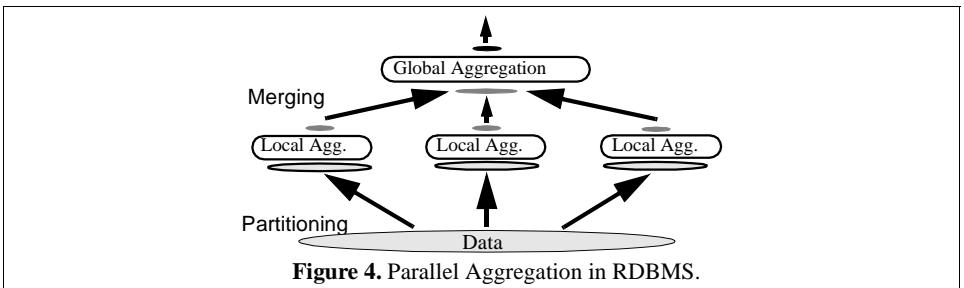 Global Aggregation
Merging
Local Agg. Local Agg. Local Agg.
Partitioning
Data
Figure 4. Parallel Aggregation in RDBMS.